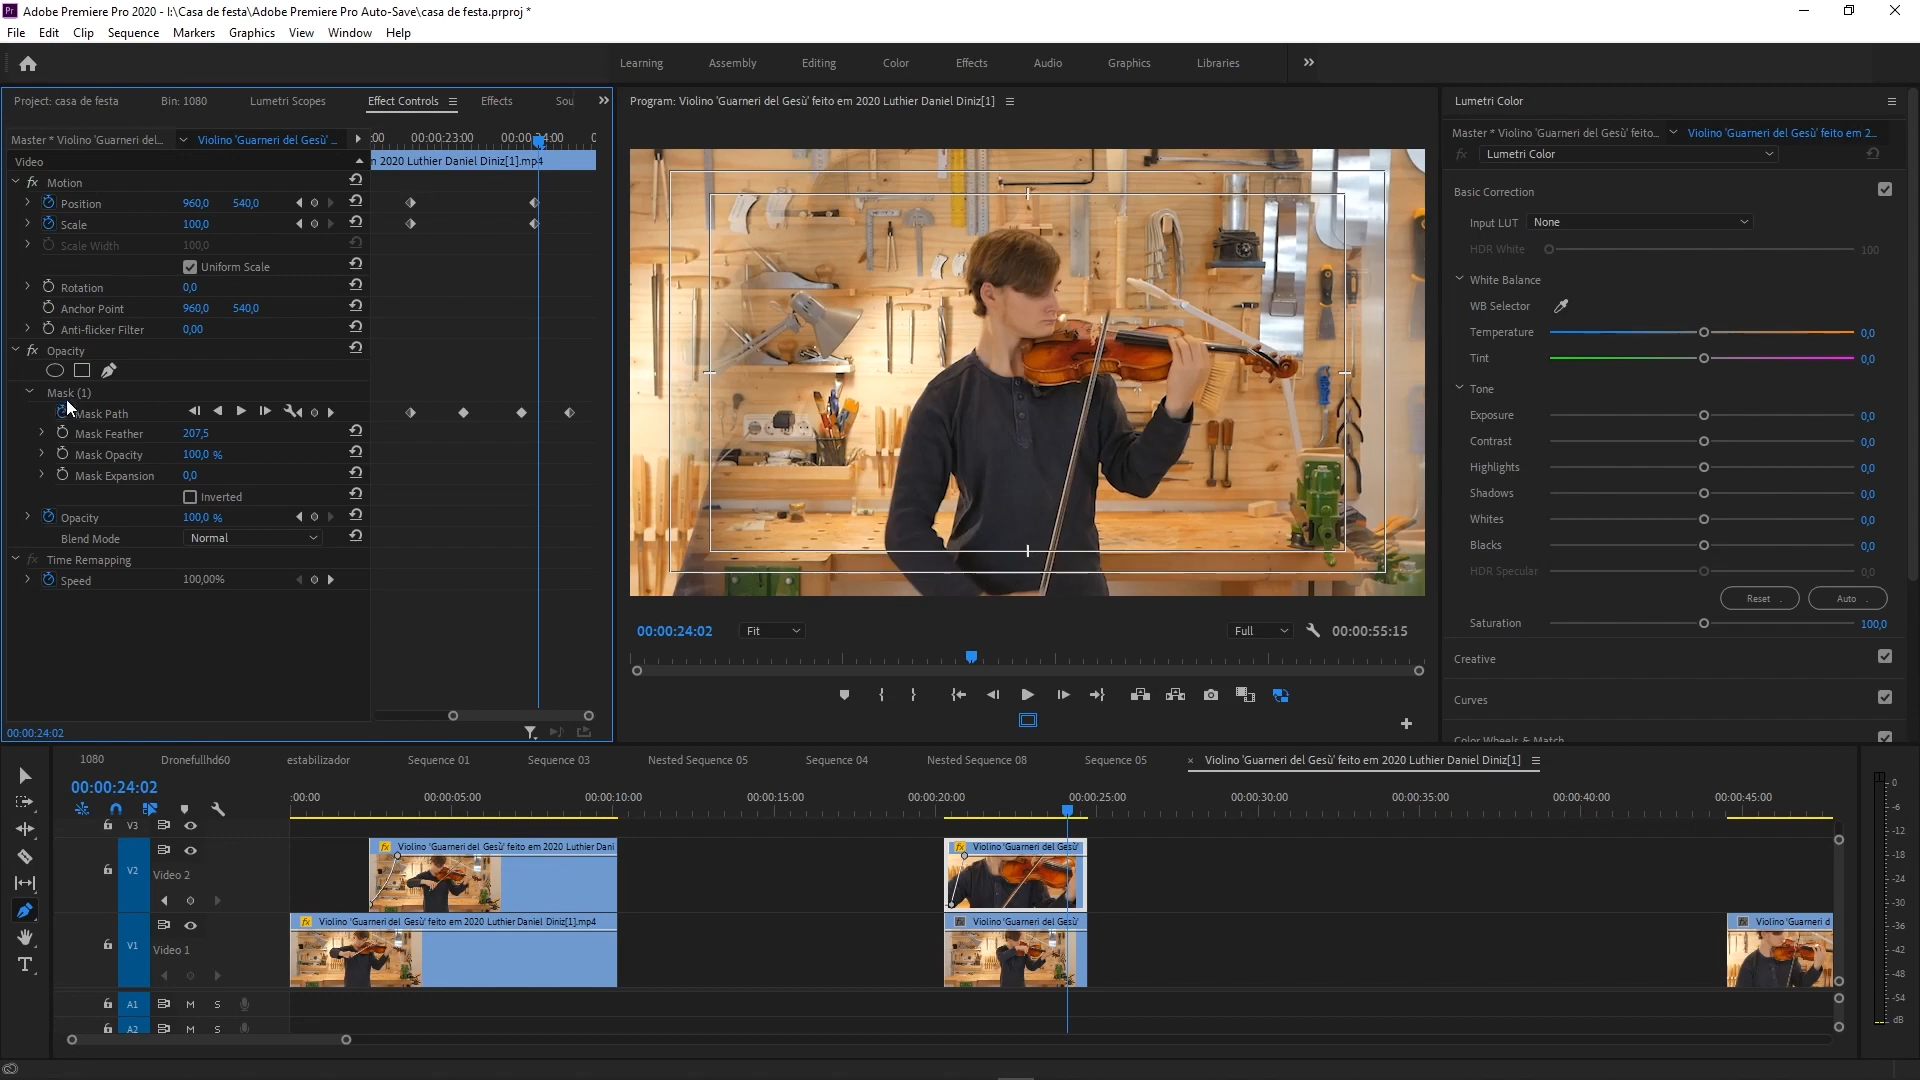 Adobe Premiere Pro 2020 - I:\Casa de festa\Adobe Premiere Pro Auto-Save\casa de festa.prproj *
File Edit Clip Sequence Markers Graphics View Window Help
Learning Assembly Editing Color Effects Audio Graphics Libraries
Project: casa de festa Bin: 1080 Lumetri Scopes Effect Controls Effects Sou
Master * Violino 'Guarneri del... Violino 'Guarneri del Gesù' ...
:00 00:00:23:00 00:00:24:00
Video
n 2020 Luthier Daniel Diniz[1].mp4
fx Motion
Position 960,0 540,0
Scale 100,0
Scale Width 100,0
Uniform Scale
Rotation 0,0
Anchor Point 960,0 540,0
Anti-flicker Filter 0,00
fx Opacity
Mask (1)
Mask Path
Mask Feather 207,5
Mask Opacity 100,0 %
Mask Expansion 0,0
Inverted
Opacity 100,0 %
Blend Mode Normal
fx Time Remapping
Speed 100,00%
00:00:24:02
Program: Violino 'Guarneri del Gesù' feito em 2020 Luthier Daniel Diniz[1]
00:00:24:02 Fit Full 00:00:55:15
Lumetri Color
Master * Violino 'Guarneri del Gesù' feito... Violino 'Guarneri del Gesù' feito em 2...
fx Lumetri Color
Basic Correction
Input LUT None
HDR White 100
White Balance
WB Selector
Temperature 0,0
Tint 0,0
Tone
Exposure 0,0
Contrast 0,0
Highlights 0,0
Shadows 0,0
Whites 0,0
Blacks 0,0
HDR Specular 0,0
Reset Auto
Saturation 100,0
Creative
Curves
Color Wheels & Match
1080 Dronefullhd60 estabilizador Sequence 01 Sequence 03 Nested Sequence 05 Sequence 04 Nested Sequence 08 Sequence 05 × Violino 'Guarneri del Gesù' feito em 2020 Luthier Daniel Diniz[1]
00:00:24:02
:00:00 00:00:05:00 00:00:10:00 00:00:15:00 00:00:20:00 00:00:25:00 00:00:30:00 00:00:35:00 00:00:40:00 00:00:45:00
V3
V2 Video 2
fx Violino 'Guarneri del Gesù' feito em 2020 Luthier Dani
fx Violino 'Guarneri del Gesù'
V1 Video 1
fx Violino 'Guarneri del Gesù' feito em 2020 Luthier Daniel Diniz[1].mp4
fx Violino 'Guarneri del Gesù'
fx Violino 'Guarneri d
A1 M S
A2 M S
0
-6
-12
-18
-24
-30
-36
-42
-48
-54
dB